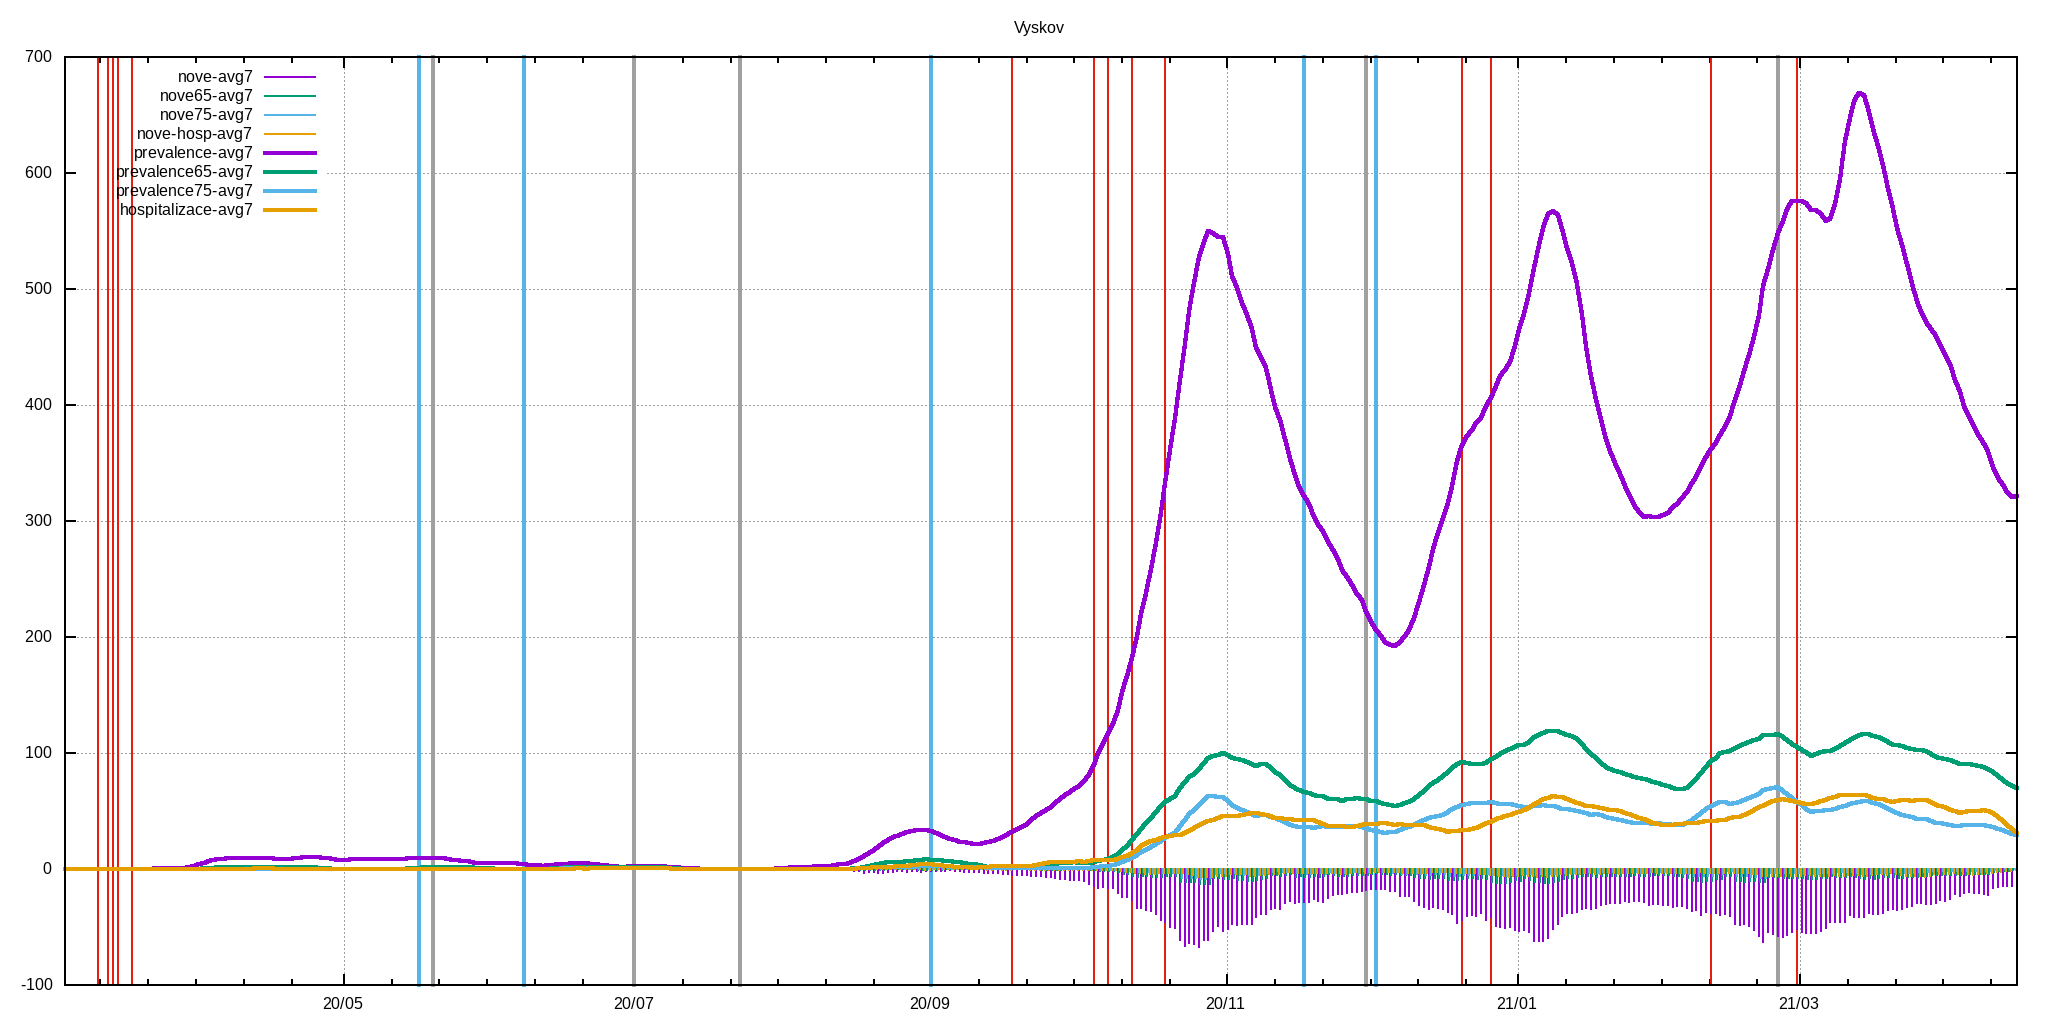 Vyskov
700
600
500
400
300
200
100
0
-100
nove-avg7
nove65-avg7
nove75-avg7
nove-hosp-avg7
prevalence-avg7
prevalence65-avg7
prevalence75-avg7
hospitalizace-avg7
20/05 20/07 20/09 20/11 21/01 21/03